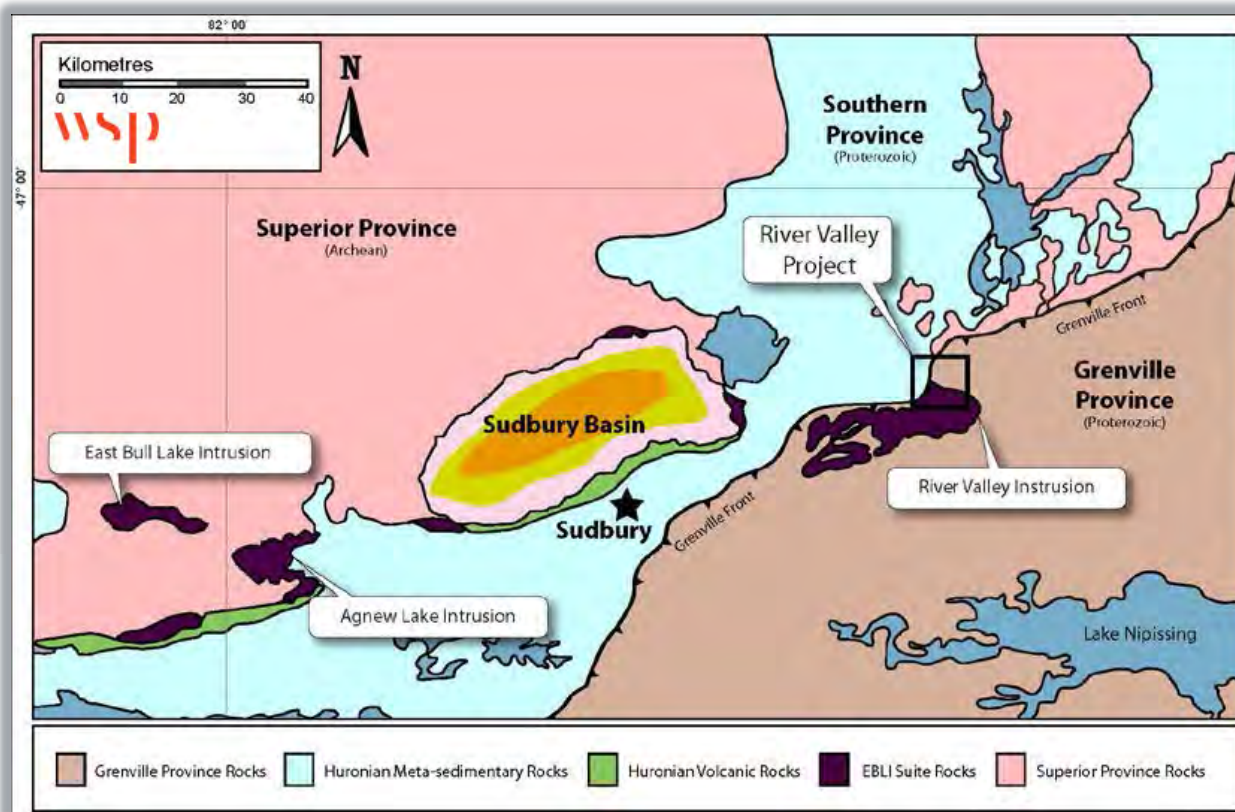 82° 00'
Kilometres
0 10 20 30 40
wsp
N
47° 00'
Southern
Province
(Proterozoic)
Superior Province
(Archean)
River Valley
Project
Grenville Front
Grenville
Province
(Proterozoic)
Sudbury Basin
East Bull Lake Intrusion
River Valley Instrusion
Sudbury
Grenville Front
Agnew Lake Intrusion
Lake Nipissing
Grenville Province Rocks
Huronian Meta-sedimentary Rocks
Huronian Volcanic Rocks
EBLI Suite Rocks
Superior Province Rocks